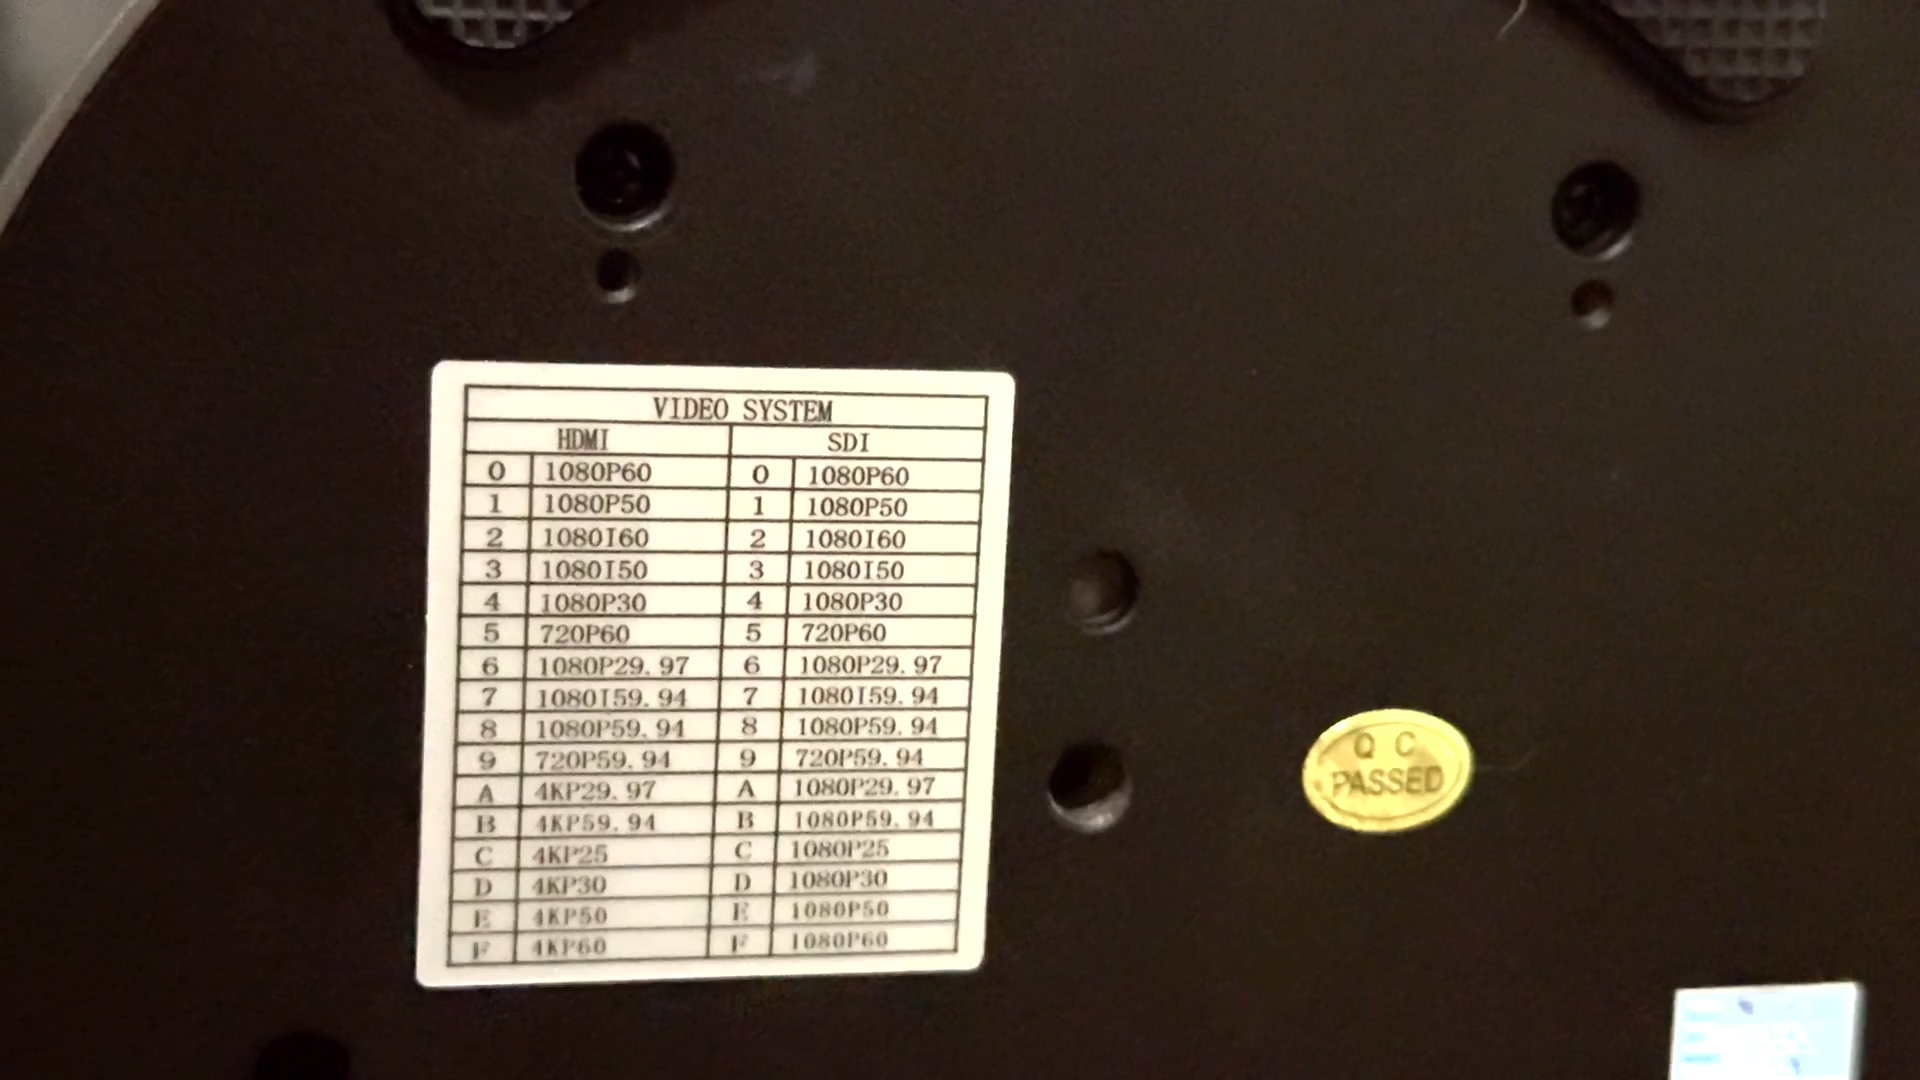 VIDEO SYSTEM
HDMI SDI
0 1080P60 0 1080P60
1 1080P50 1 1080P50
2 1080I60 2 1080I60
3 1080I50 3 1080I50
4 1080P30 4 1080P30
5 720P60 5 720P60
6 1080P29.97 6 1080P29.97
7 1080I59.94 7 1080I59.94
8 1080P59.94 8 1080P59.94
9 720P59.94 9 720P59.94
A 4KP29.97 A 1080P29.97
B 4KP59.94 B 1080P59.94
C 4KP25 C 1080P25
D 4KP30 D 1080P30
E 4KP50 E 1080P50
F 4KP60 F 1080P60
Q C
PASSED